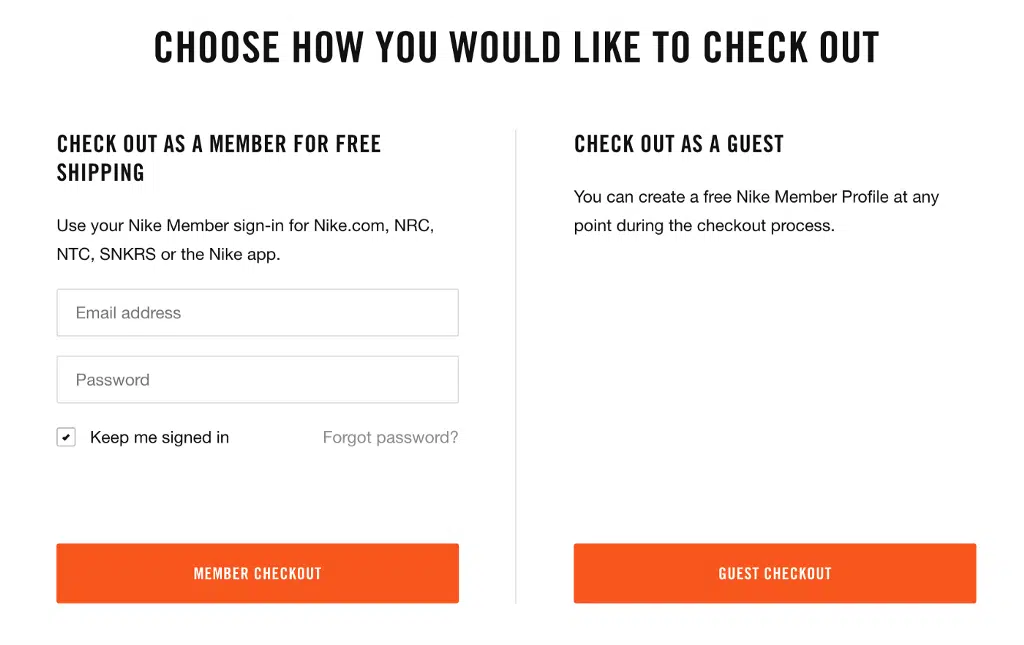 CHOOSE HOW YOU WOULD LIKE TO CHECK OUT
CHECK OUT AS A MEMBER FOR FREE
SHIPPING
Use your Nike Member sign-in for Nike.com, NRC,
NTC, SNKRS or the Nike app.
Email address
Password
Keep me signed in
Forgot password?
MEMBER CHECKOUT
CHECK OUT AS A GUEST
You can create a free Nike Member Profile at any
point during the checkout process.
GUEST CHECKOUT